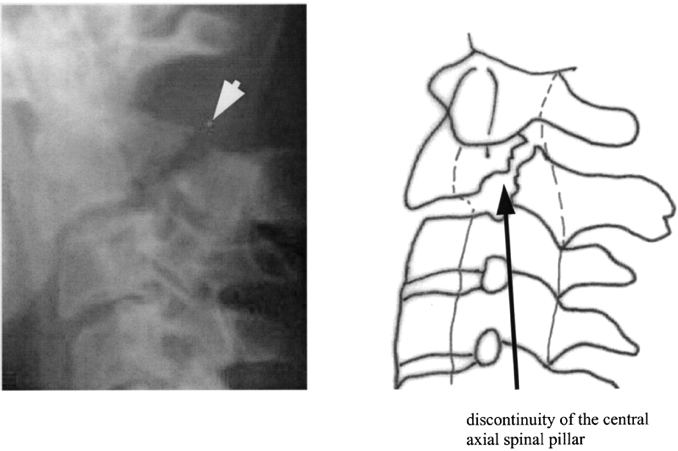 discontinuity of the central
axial spinal pillar